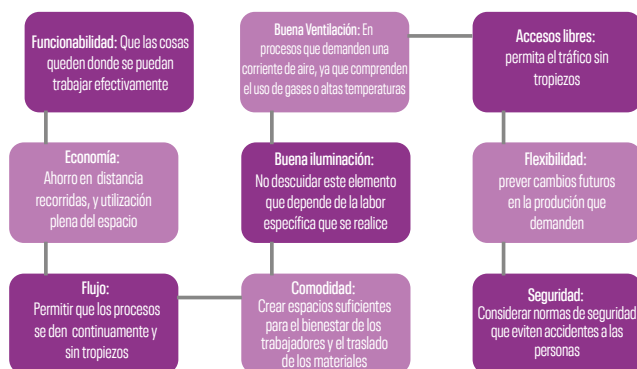 Funcionabilidad: Que las cosas
queden donde se puedan
trabajar efectivamente
Economía:
Ahorro en distancia
recorridas, y utilización
plena del espacio
Flujo:
Permitir que los procesos
se den continuamente y
sin tropiezos
Comodidad:
Crear espacios suficientes
para el bienestar de los
trabajadores y el traslado
de los materiales
Buena iluminación:
No descuidar este elemento
que depende de la labor
específica que se realice
Buena Ventilación: En
procesos que demanden una
corriente de aire, ya que comprenden
el uso de gases o altas temperaturas
Accesos libres:
permita el tráfico sin
tropiezos
Flexibilidad:
prever cambios futuros
en la produción que
demanden
Seguridad:
Considerar normas de seguridad
que eviten accidentes a las
personas